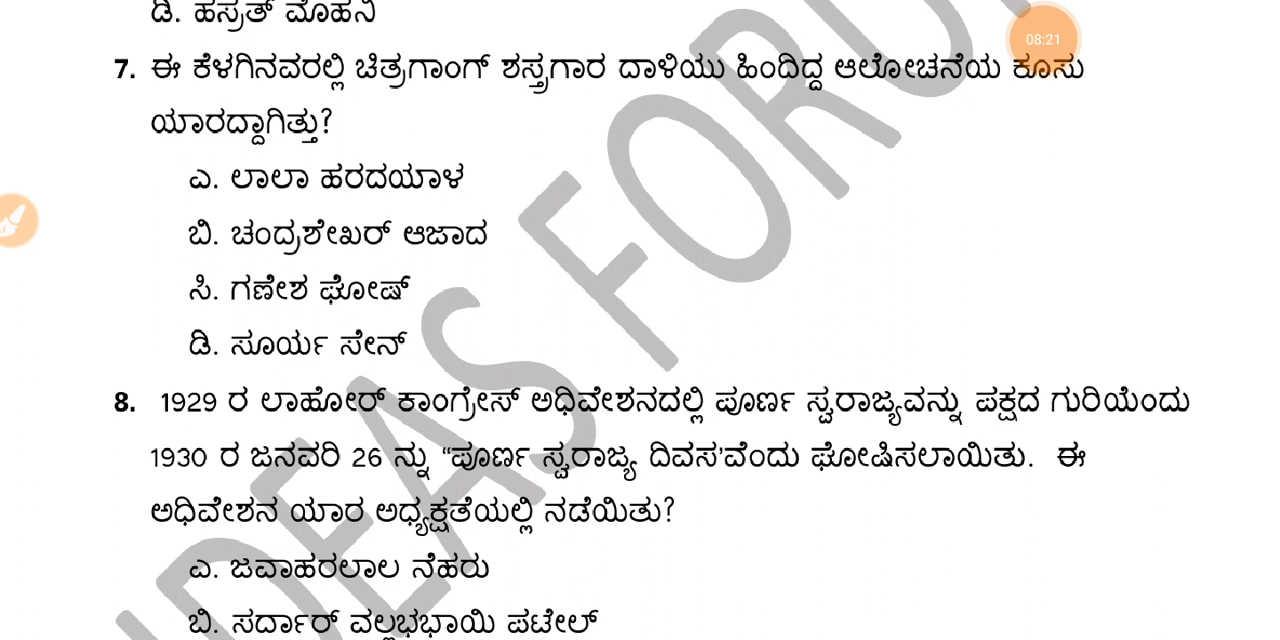 ಡಿ. ಹಸ್ರತ್ ಮೊಹನಿ
08:21
7. ಈ ಕೆಳಗಿನವರಲ್ಲಿ ಚಿತ್ರಗಾಂಗ್ ಶಸ್ತ್ರಗಾರ ದಾಳಿಯು ಹಿಂದಿದ್ದ ಆಲೋಚನೆಯ ಕೂಸು
ಯಾರದ್ದಾಗಿತ್ತು?
ಎ. ಲಾಲಾ ಹರದಯಾಳ
ಬಿ. ಚಂದ್ರಶೇಖರ್ ಆಜಾದ
ಸಿ. ಗಣೇಶ ಘೋಷ್
ಡಿ. ಸೂರ್ಯ ಸೇನ್
8. 1929 ರ ಲಾಹೋರ್ ಕಾಂಗ್ರೇಸ್ ಅಧಿವೇಶನದಲ್ಲಿ ಪೂರ್ಣ ಸ್ವರಾಜ್ಯವನ್ನು ಪಕ್ಷದ ಗುರಿಯೆಂದು
1930 ರ ಜನವರಿ 26 ನ್ನು "ಪೂರ್ಣ ಸ್ವರಾಜ್ಯ ದಿವಸ'ವೆಂದು ಘೋಷಿಸಲಾಯಿತು. ಈ
ಅಧಿವೇಶನ ಯಾರ ಅಧ್ಯಕ್ಷತೆಯಲ್ಲಿ ನಡೆಯಿತು?
ಎ. ಜವಾಹರಲಾಲ ನೆಹರು
ಬಿ. ಸರ್ದಾರ್ ವಲ್ಲಭಭಾಯಿ ಪಟೇಲ್